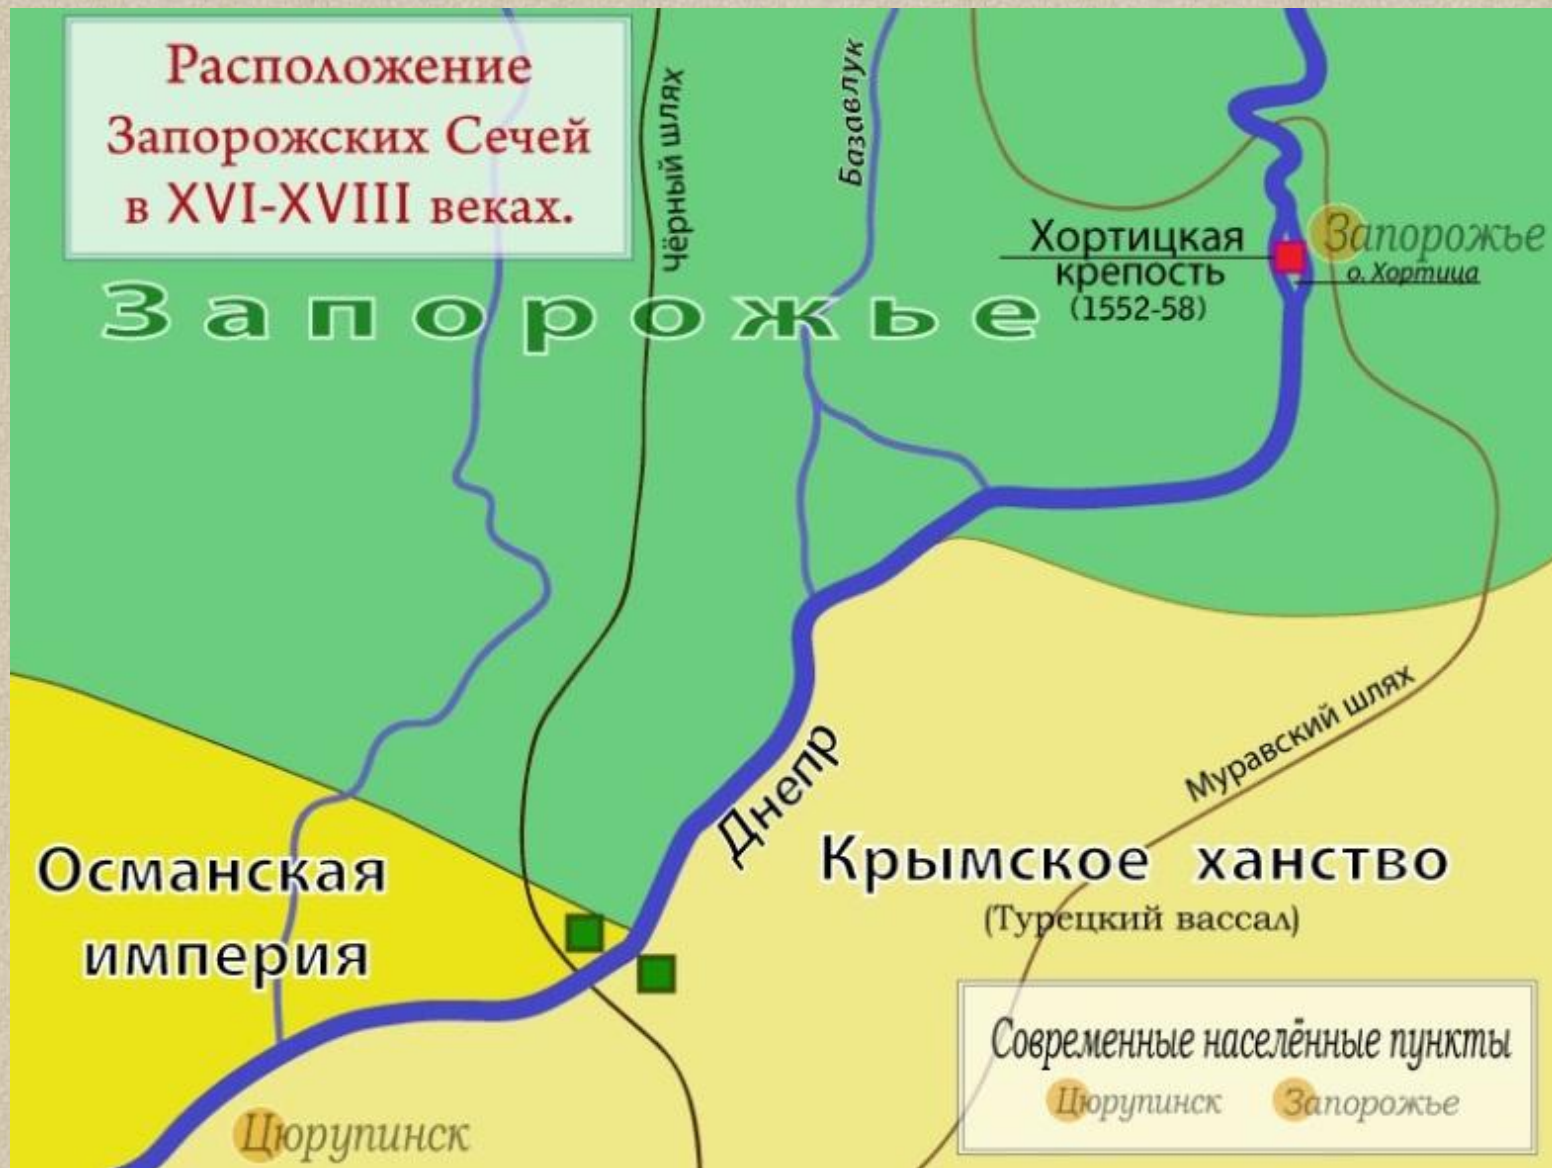 Расположение
Запорожских Сечей
в XVI-XVIII веках.
Чёрный шлях
Базавлук
Хортицкая
крепость
(1552-58)
Запорожье
о. Хортица
Запорожье
Днепр
Муравский шлях
Османская
империя
Крымское ханство
(Турецкий вассал)
Цюрупинск
Современные населённые пункты
Цюрупинск Запорожье